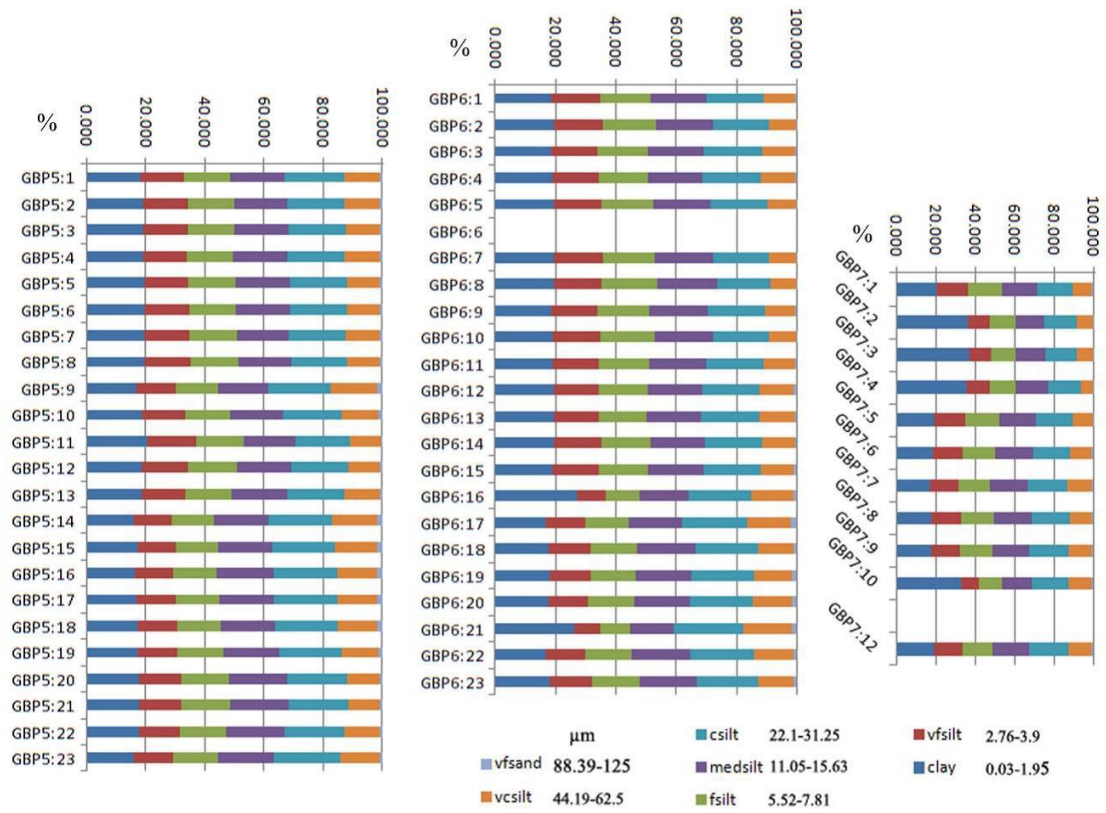 %
0.000
20.000
40.000
60.000
80.000
100.000
GBP5:1
GBP5:2
GBP5:3
GBP5:4
GBP5:5
GBP5:6
GBP5:7
GBP5:8
GBP5:9
GBP5:10
GBP5:11
GBP5:12
GBP5:13
GBP5:14
GBP5:15
GBP5:16
GBP5:17
GBP5:18
GBP5:19
GBP5:20
GBP5:21
GBP5:22
GBP5:23
%
0.000
20.000
40.000
60.000
80.000
100.000
GBP6:1
GBP6:2
GBP6:3
GBP6:4
GBP6:5
GBP6:6
GBP6:7
GBP6:8
GBP6:9
GBP6:10
GBP6:11
GBP6:12
GBP6:13
GBP6:14
GBP6:15
GBP6:16
GBP6:17
GBP6:18
GBP6:19
GBP6:20
GBP6:21
GBP6:22
GBP6:23
%
0.000
20.000
40.000
60.000
80.000
100.000
GBP7:1
GBP7:2
GBP7:3
GBP7:4
GBP7:5
GBP7:6
GBP7:7
GBP7:8
GBP7:9
GBP7:10
GBP7:12
μm
vfsand 88.39-125
vcsilt 44.19-62.5
csilt 22.1-31.25
medsilt 11.05-15.63
fsilt 5.52-7.81
vfsilt 2.76-3.9
clay 0.03-1.95